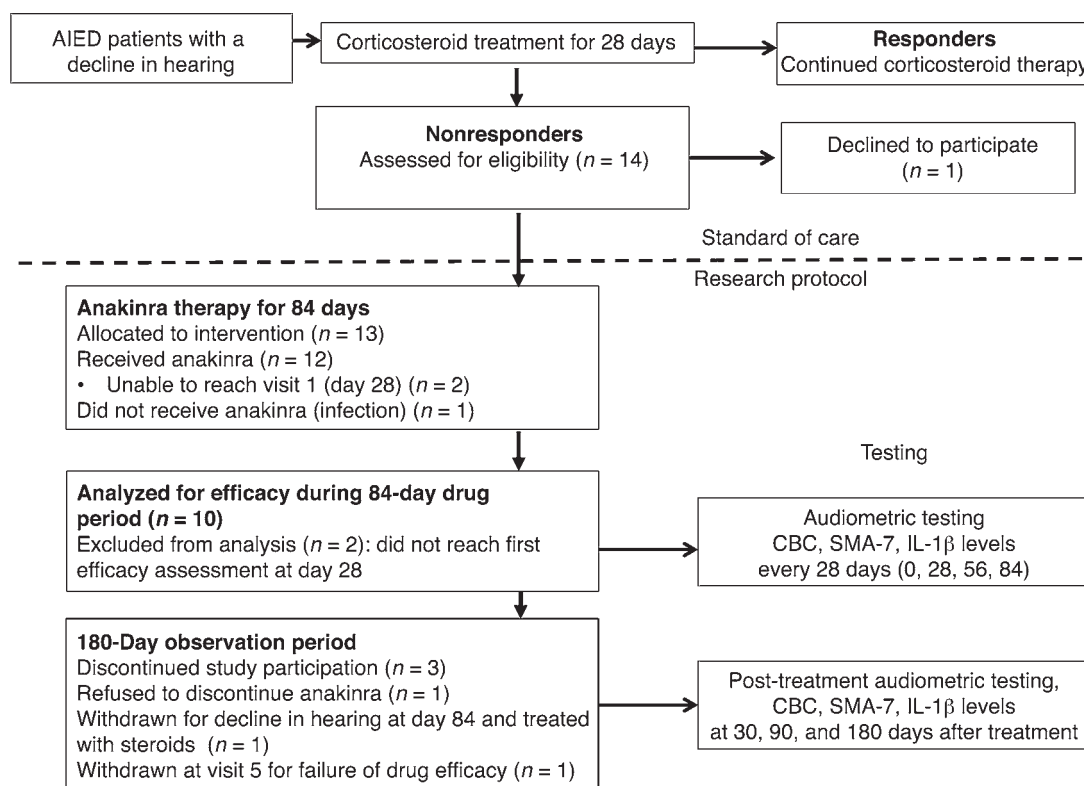 AIED patients with a
decline in hearing
Corticosteroid treatment for 28 days
Responders
Continued corticosteroid therapy
Nonresponders
Assessed for eligibility (n = 14)
Declined to participate
(n = 1)
Standard of care
Research protocol
Anakinra therapy for 84 days
Allocated to intervention (n = 13)
Received anakinra (n = 12)
• Unable to reach visit 1 (day 28) (n = 2)
Did not receive anakinra (infection) (n = 1)
Testing
Analyzed for efficacy during 84-day drug
period (n = 10)
Excluded from analysis (n = 2): did not reach first
efficacy assessment at day 28
Audiometric testing
CBC, SMA-7, IL-1β levels
every 28 days (0, 28, 56, 84)
180-Day observation period
Discontinued study participation (n = 3)
Refused to discontinue anakinra (n = 1)
Withdrawn for decline in hearing at day 84 and treated
with steroids (n = 1)
Withdrawn at visit 5 for failure of drug efficacy (n = 1)
Post-treatment audiometric testing,
CBC, SMA-7, IL-1β levels
at 30, 90, and 180 days after treatment